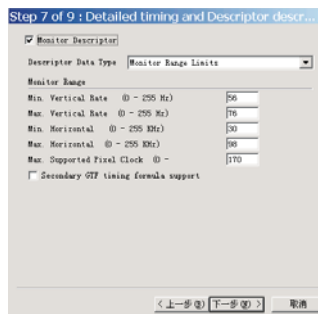 Step 7 of 9 : Detailed timing and Descriptor descr...
Monitor Descriptor
Descriptor Data Type Monitor Range Limits
Monitor Range
Min. Vertical Rate (0 - 255 Hz) 56
Max. Vertical Rate (0 - 255 Hz) 76
Min. Horizontal (0 - 255 KHz) 30
Max. Horizontal (0 - 255 KHz) 98
Max. Supported Pixel Clock (0 - 170
Secondary GTF timing formula support
< 上一步(B) 下一步(N) > 取消